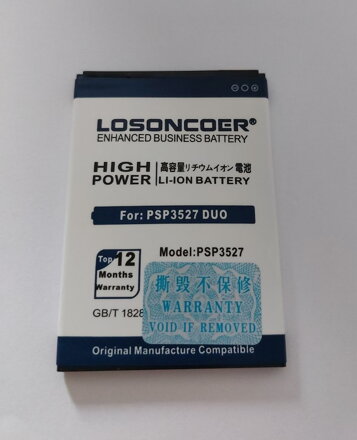 LOSONCOER®
ENHANCED BUSINESS BATTERY
HIGH POWER
高容量リチウムイオン電池
LI-ION BATTERY
For: PSP3527 DUO
Model:PSP3527
Top 12
Months
Warranty
撕毁不保修
WARRANTY
VOID IF REMOVED
GB/T 1828
Original Manufacture Compatible